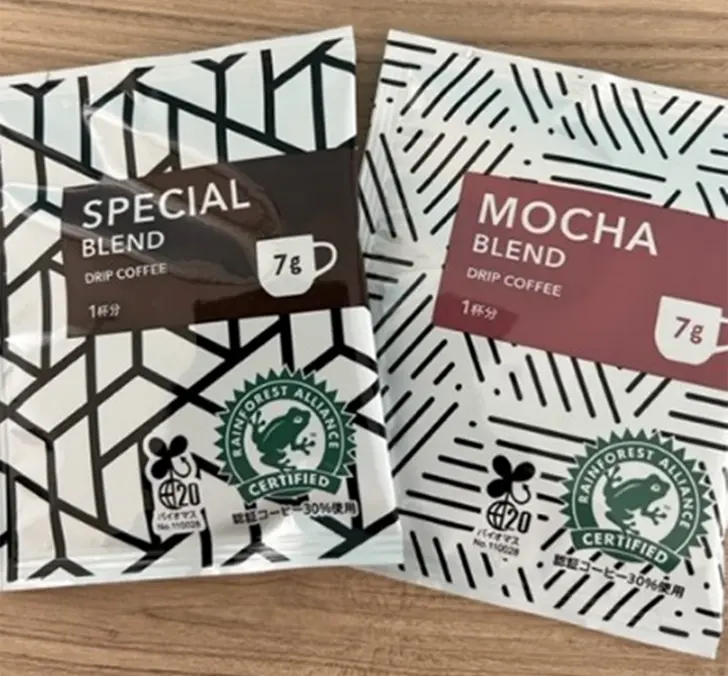 SPECIAL
BLEND
DRIP COFFEE
1杯分
7g
20
バイオマス
No.110028
RAINFOREST ALLIANCE
CERTIFIED
認証コーヒー30%使用
MOCHA
BLEND
DRIP COFFEE
1杯分
7g
20
バイオマス
No.110028
RAINFOREST ALLIANCE
CERTIFIED
認証コーヒー30%使用